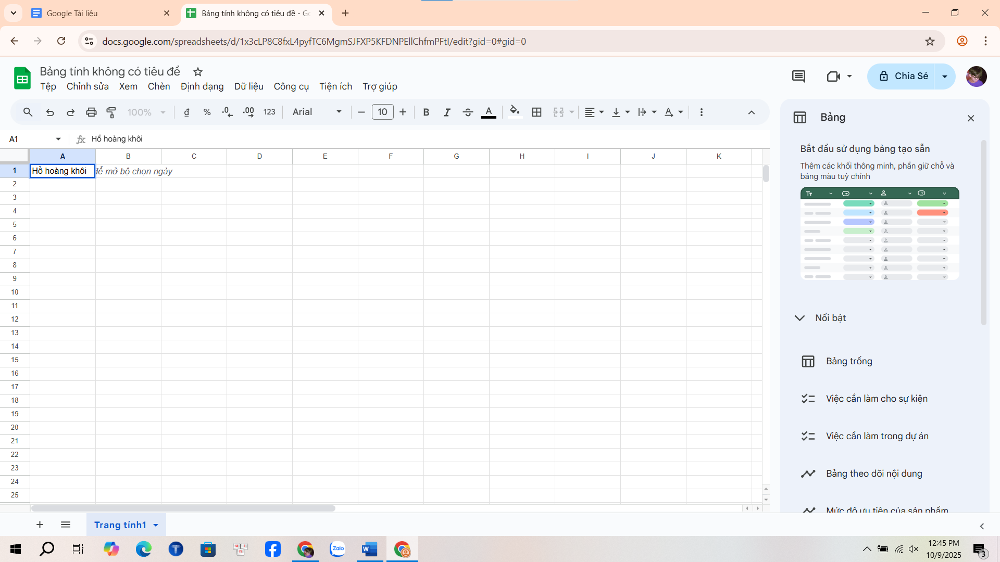 Google Tài liệu
Bảng tính không có tiêu đề - Go
docs.google.com/spreadsheets/d/1x3cLP8C8fxL4pyfTC6MgmSJFXP5KFDNPEllChfmPFtI/edit?gid=0#gid=0
Bảng tính không có tiêu đề
Tệp Chỉnh sửa Xem Chèn Định dạng Dữ liệu Công cụ Tiện ích Trợ giúp
Chia Sẻ
100% đ % .0 .00 123 Arial 10 B I S A
A1 fx Hồ hoàng khôi
A B C D E F G H I J K
1 Hồ hoàng khôi để mở bộ chọn ngày
2
3
4
5
6
7
8
9
10
11
12
13
14
15
16
17
18
19
20
21
22
23
24
25
Bảng
Bắt đầu sử dụng bảng tạo sẵn
Thêm các khối thông minh, phần giữ chỗ và
bảng màu tuỳ chỉnh
Tт
Nổi bật
Bảng trống
Việc cần làm cho sự kiện
Việc cần làm trong dự án
Bảng theo dõi nội dung
Mức độ ưu tiên của sản phẩm
Trang tính1
Zalo
W
12:45 PM
10/9/2025
3